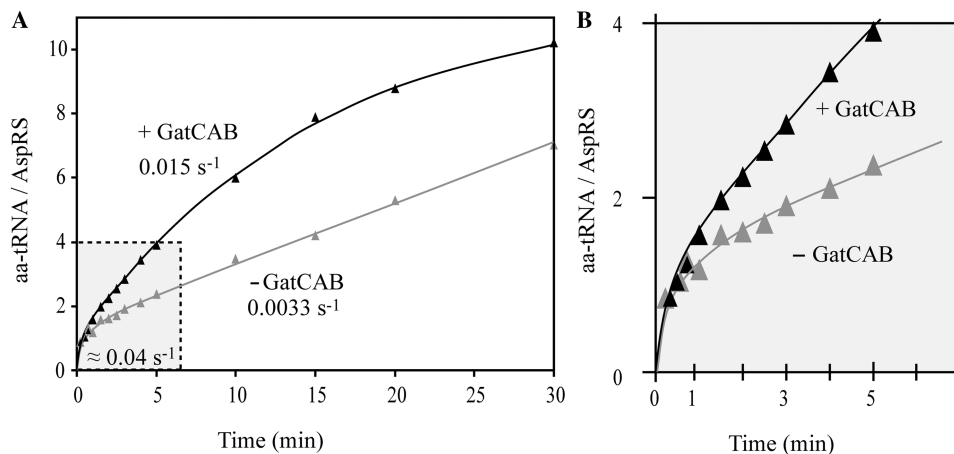 A
aa-tRNA / AspRS
10
8
6
4
2
0
+ GatCAB
0.015 s-1
– GatCAB
0.0033 s-1
≈ 0.04 s-1
0
5
10
15
20
25
30
Time (min)
B
aa-tRNA / AspRS
4
2
0
+ GatCAB
– GatCAB
0
1
3
5
Time (min)